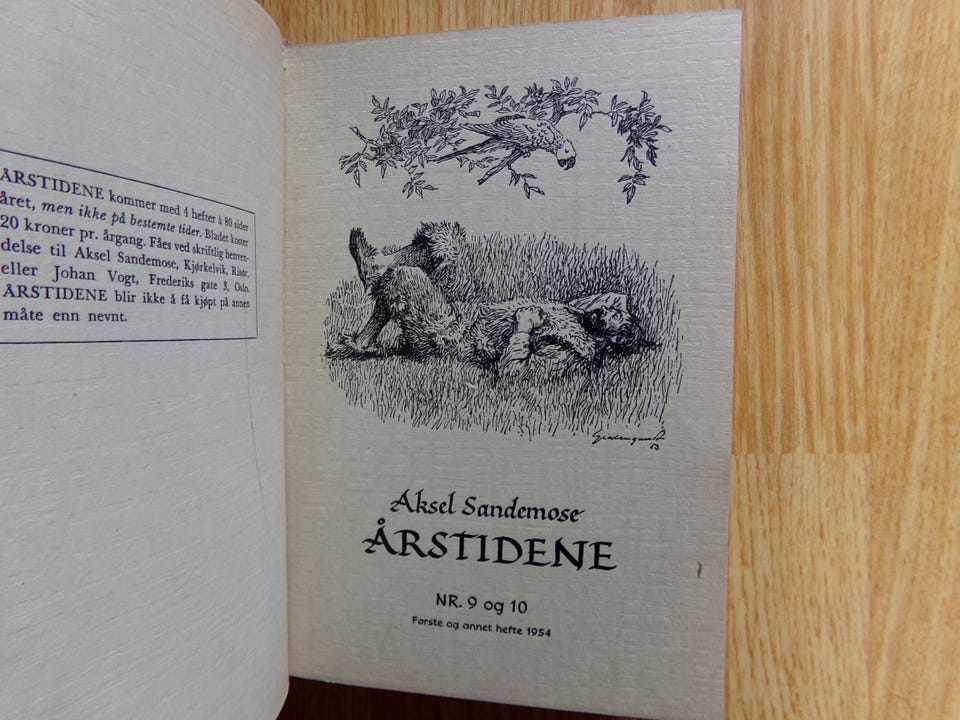 ÅRSTIDENE kommer med 4 hefter à 80 sider
året, men ikke på bestemte tider. Bladet koster
20 kroner pr. årgang. Fåes ved skriftlig henven-
delse til Aksel Sandemose, Kjørkelvik, Risør,
eller Johan Vogt, Frederiks gate 3, Oslo.
ÅRSTIDENE blir ikke å få kjøpt på annen
måte enn nevnt.
53
Aksel Sandemose
ÅRSTIDENE
NR. 9 og 10
Første og annet hefte 1954